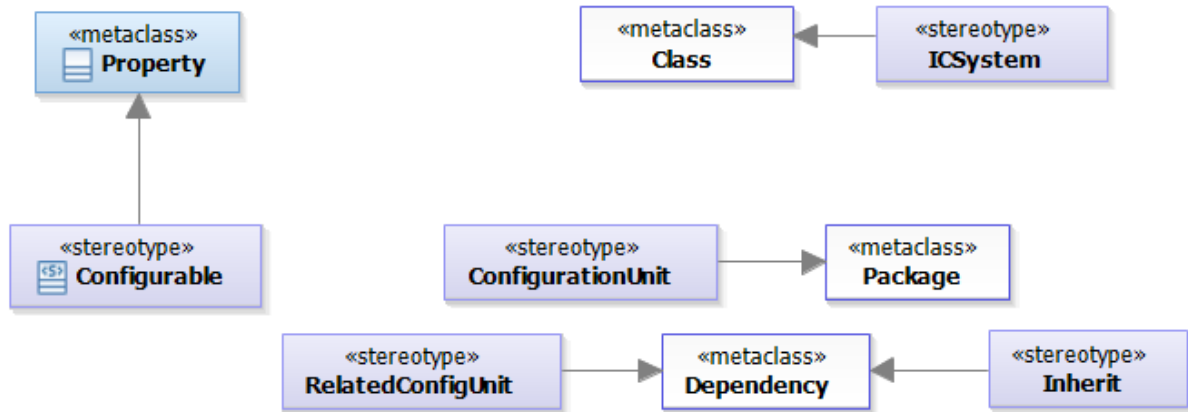 «metaclass»
Property
«metaclass»
Class
«stereotype»
ICSystem
«stereotype»
<S> Configurable
«stereotype»
ConfigurationUnit
«metaclass»
Package
«stereotype»
RelatedConfigUnit
«metaclass»
Dependency
«stereotype»
Inherit